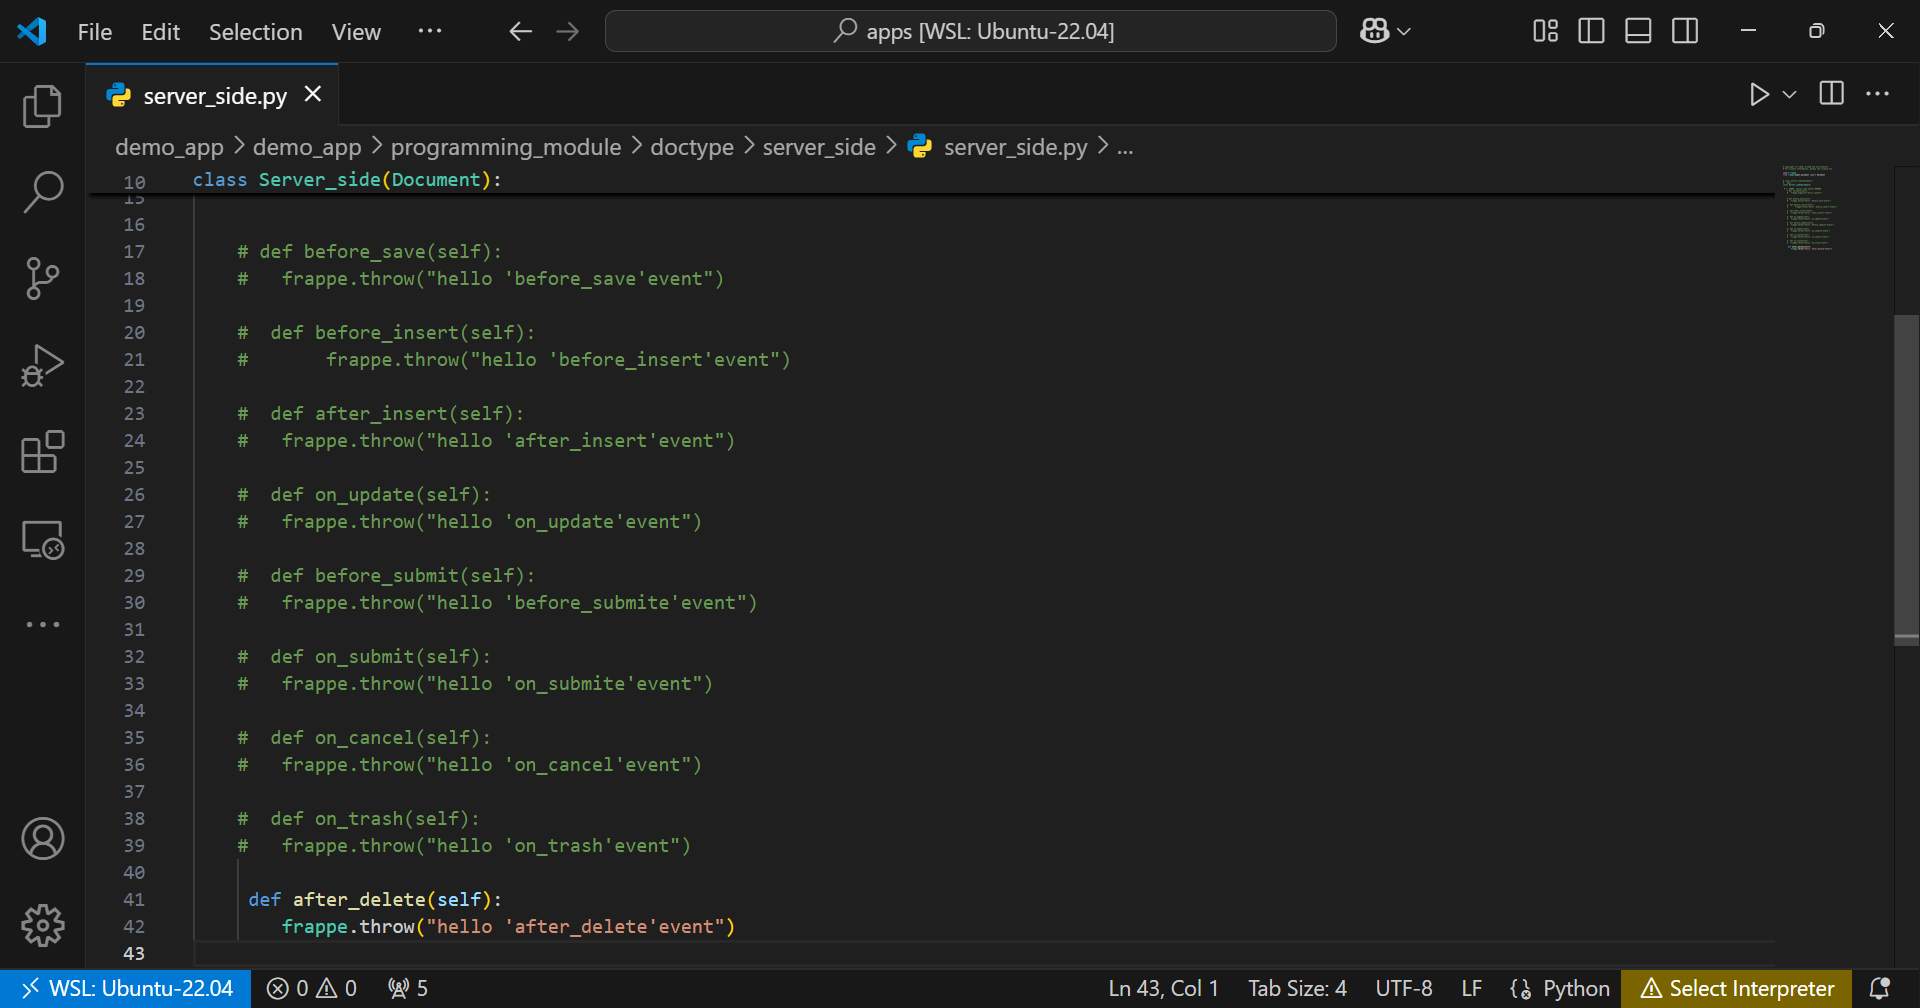 File Edit Selection View ··· apps [WSL: Ubuntu-22.04]
server_side.py
demo_app > demo_app > programming_module > doctype > server_side > server_side.py > ...
10 class Server_side(Document):
15
16
17 # def before_save(self):
18 #   frappe.throw("hello 'before_save'event")
19
20 #  def before_insert(self):
21 #       frappe.throw("hello 'before_insert'event")
22
23 #  def after_insert(self):
24 #   frappe.throw("hello 'after_insert'event")
25
26 #  def on_update(self):
27 #   frappe.throw("hello 'on_update'event")
28
29 #  def before_submit(self):
30 #   frappe.throw("hello 'before_submite'event")
31
32 #  def on_submit(self):
33 #   frappe.throw("hello 'on_submite'event")
34
35 #  def on_cancel(self):
36 #   frappe.throw("hello 'on_cancel'event")
37
38 #  def on_trash(self):
39 #   frappe.throw("hello 'on_trash'event")
40
41 def after_delete(self):
42    frappe.throw("hello 'after_delete'event")
43
WSL: Ubuntu-22.04 0 0 5 Ln 43, Col 1 Tab Size: 4 UTF-8 LF Python Select Interpreter